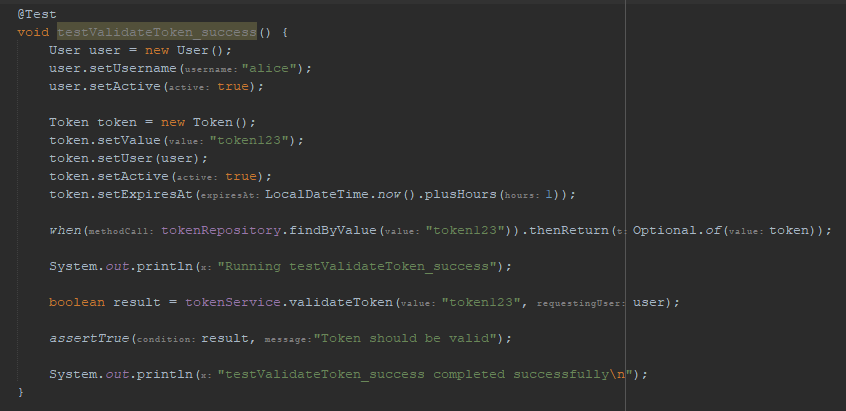 @Test
void testValidateToken_success() {
User user = new User();
user.setUsername(username: "alice");
user.setActive(active: true);
Token token = new Token();
token.setValue(value: "token123");
token.setUser(user);
token.setActive(active: true);
token.setExpiresAt(expiresAt: LocalDateTime.now().plusHours(hours: 1));
when(methodCall: tokenRepository.findByValue(value: "token123")).thenReturn(t: Optional.of(value: token));
System.out.println(x: "Running testValidateToken_success");
boolean result = tokenService.validateToken(value: "token123", requestingUser: user);
assertTrue(condition: result, message: "Token should be valid");
System.out.println(x: "testValidateToken_success completed successfully\n");
}